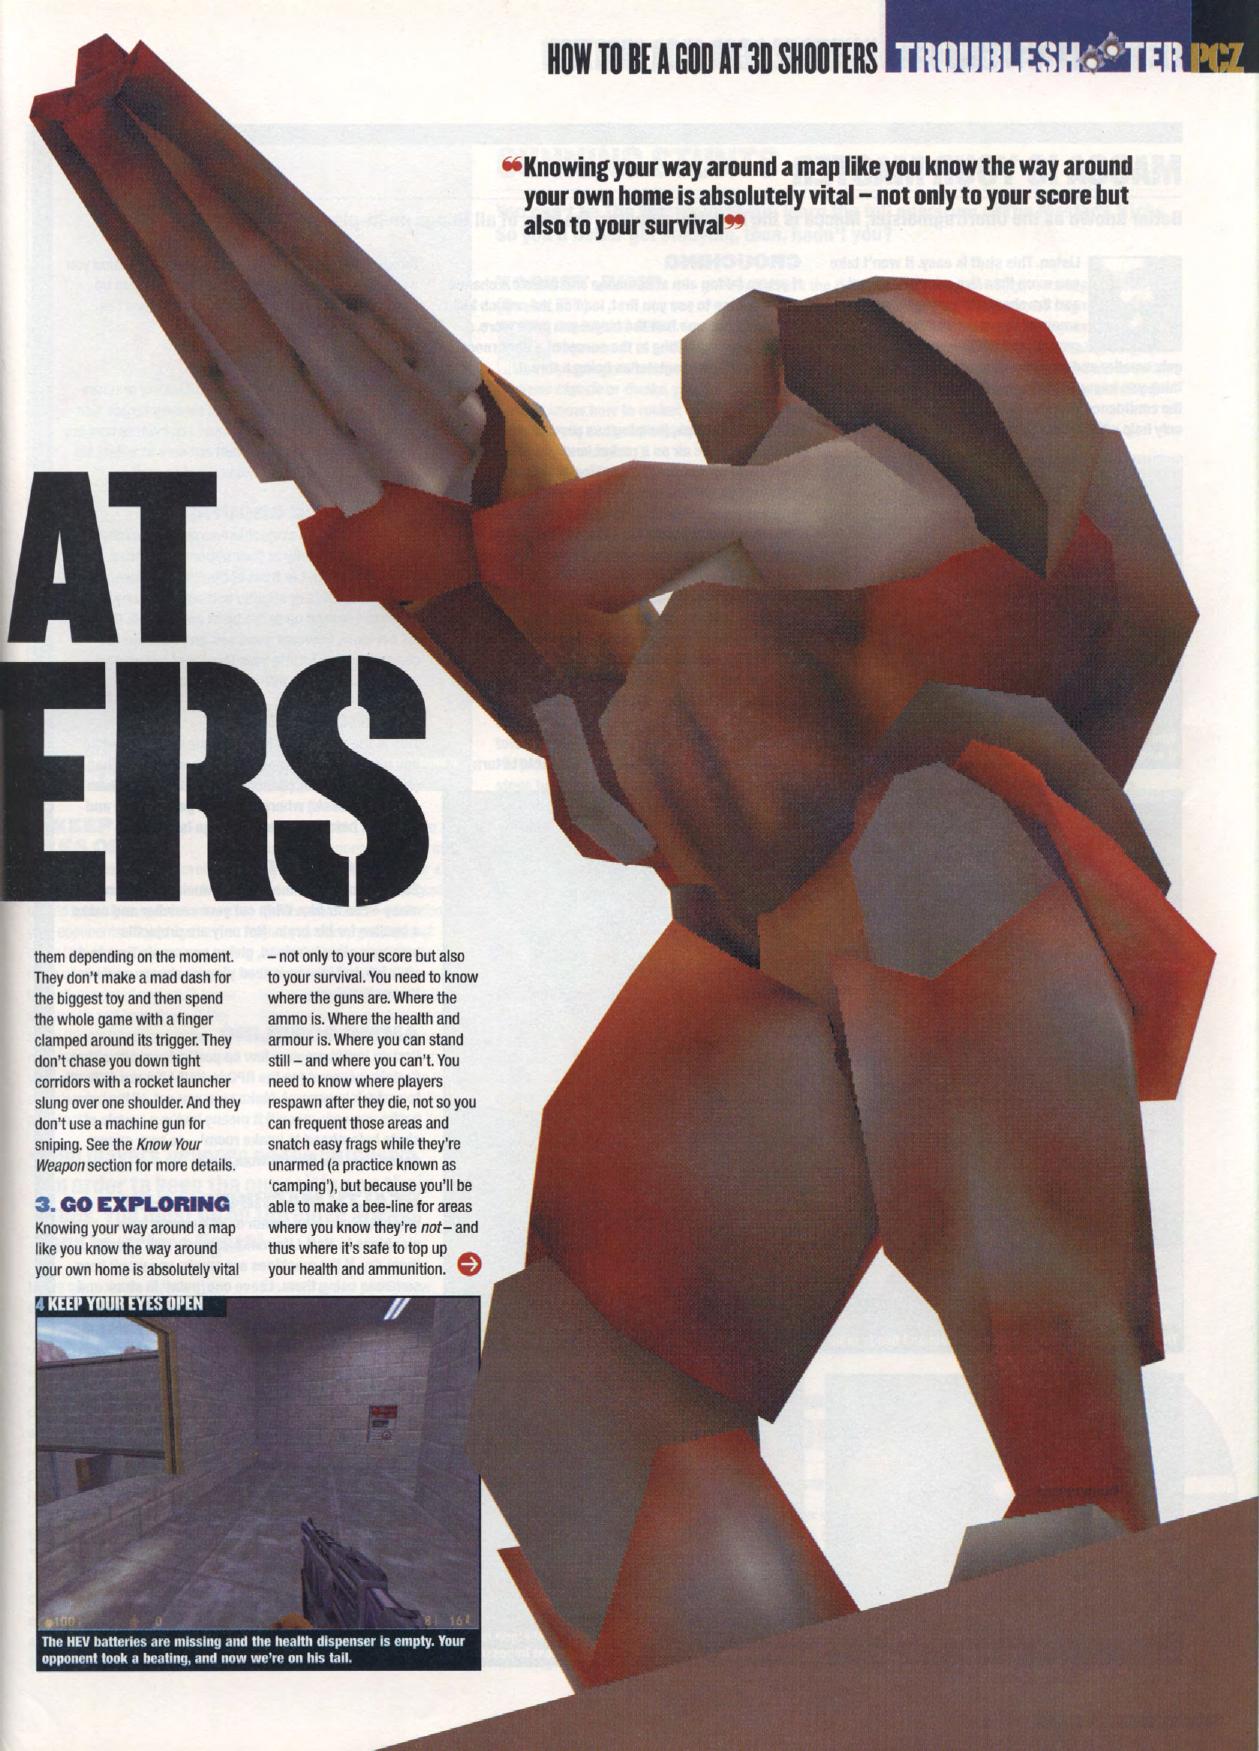 HOW TO BE A GOD AT 3D SHOOTERS TROUBLESHOOTER PCZ
“Knowing your way around a map like you know the way around
your own home is absolutely vital – not only to your score but
also to your survival”
AT
ERS
them depending on the moment.
They don't make a mad dash for
the biggest toy and then spend
the whole game with a finger
clamped around its trigger. They
don't chase you down tight
corridors with a rocket launcher
slung over one shoulder. And they
don't use a machine gun for
sniping. See the Know Your
Weapon section for more details.
3. GO EXPLORING
Knowing your way around a map
like you know the way around
your own home is absolutely vital
– not only to your score but also
to your survival. You need to know
where the guns are. Where the
ammo is. Where the health and
armour is. Where you can stand
still – and where you can't. You
need to know where players
respawn after they die, not so you
can frequent those areas and
snatch easy frags while they're
unarmed (a practice known as
'camping'), but because you'll be
able to make a bee-line for areas
where you know they're not – and
thus where it's safe to top up
your health and ammunition.
4 KEEP YOUR EYES OPEN
100
0
The HEV batteries are missing and the health dispenser is empty. Your
opponent took a beating, and now we're on his tail.